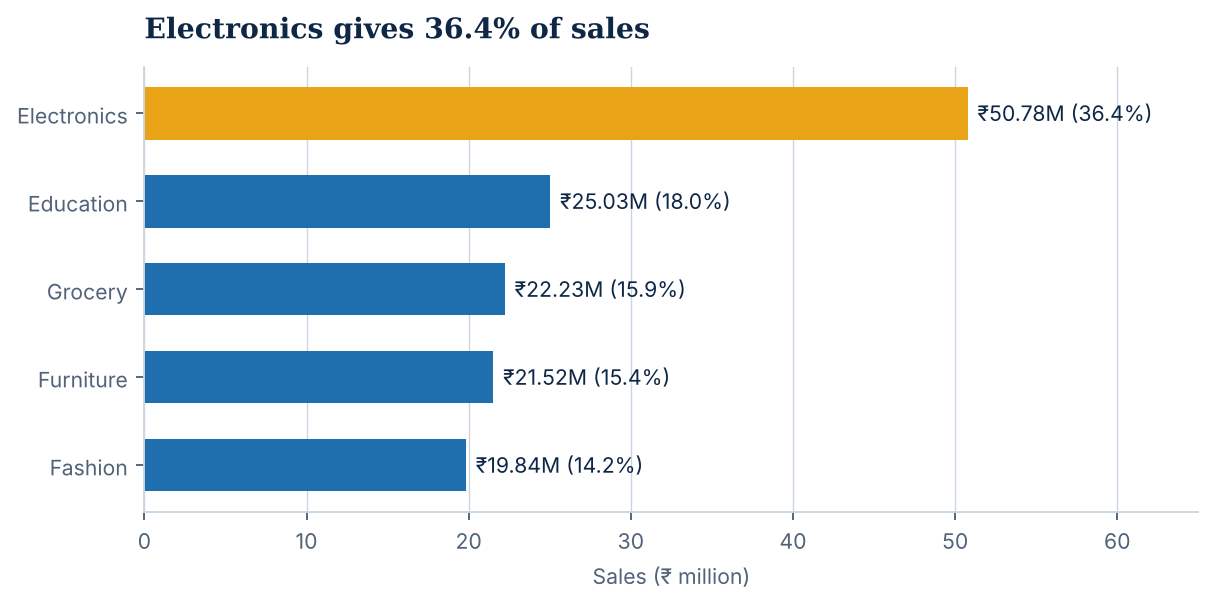 Electronics gives 36.4% of sales
Electronics ₹50.78M (36.4%)
Education ₹25.03M (18.0%)
Grocery ₹22.23M (15.9%)
Furniture ₹21.52M (15.4%)
Fashion ₹19.84M (14.2%)
0 10 20 30 40 50 60
Sales (₹ million)